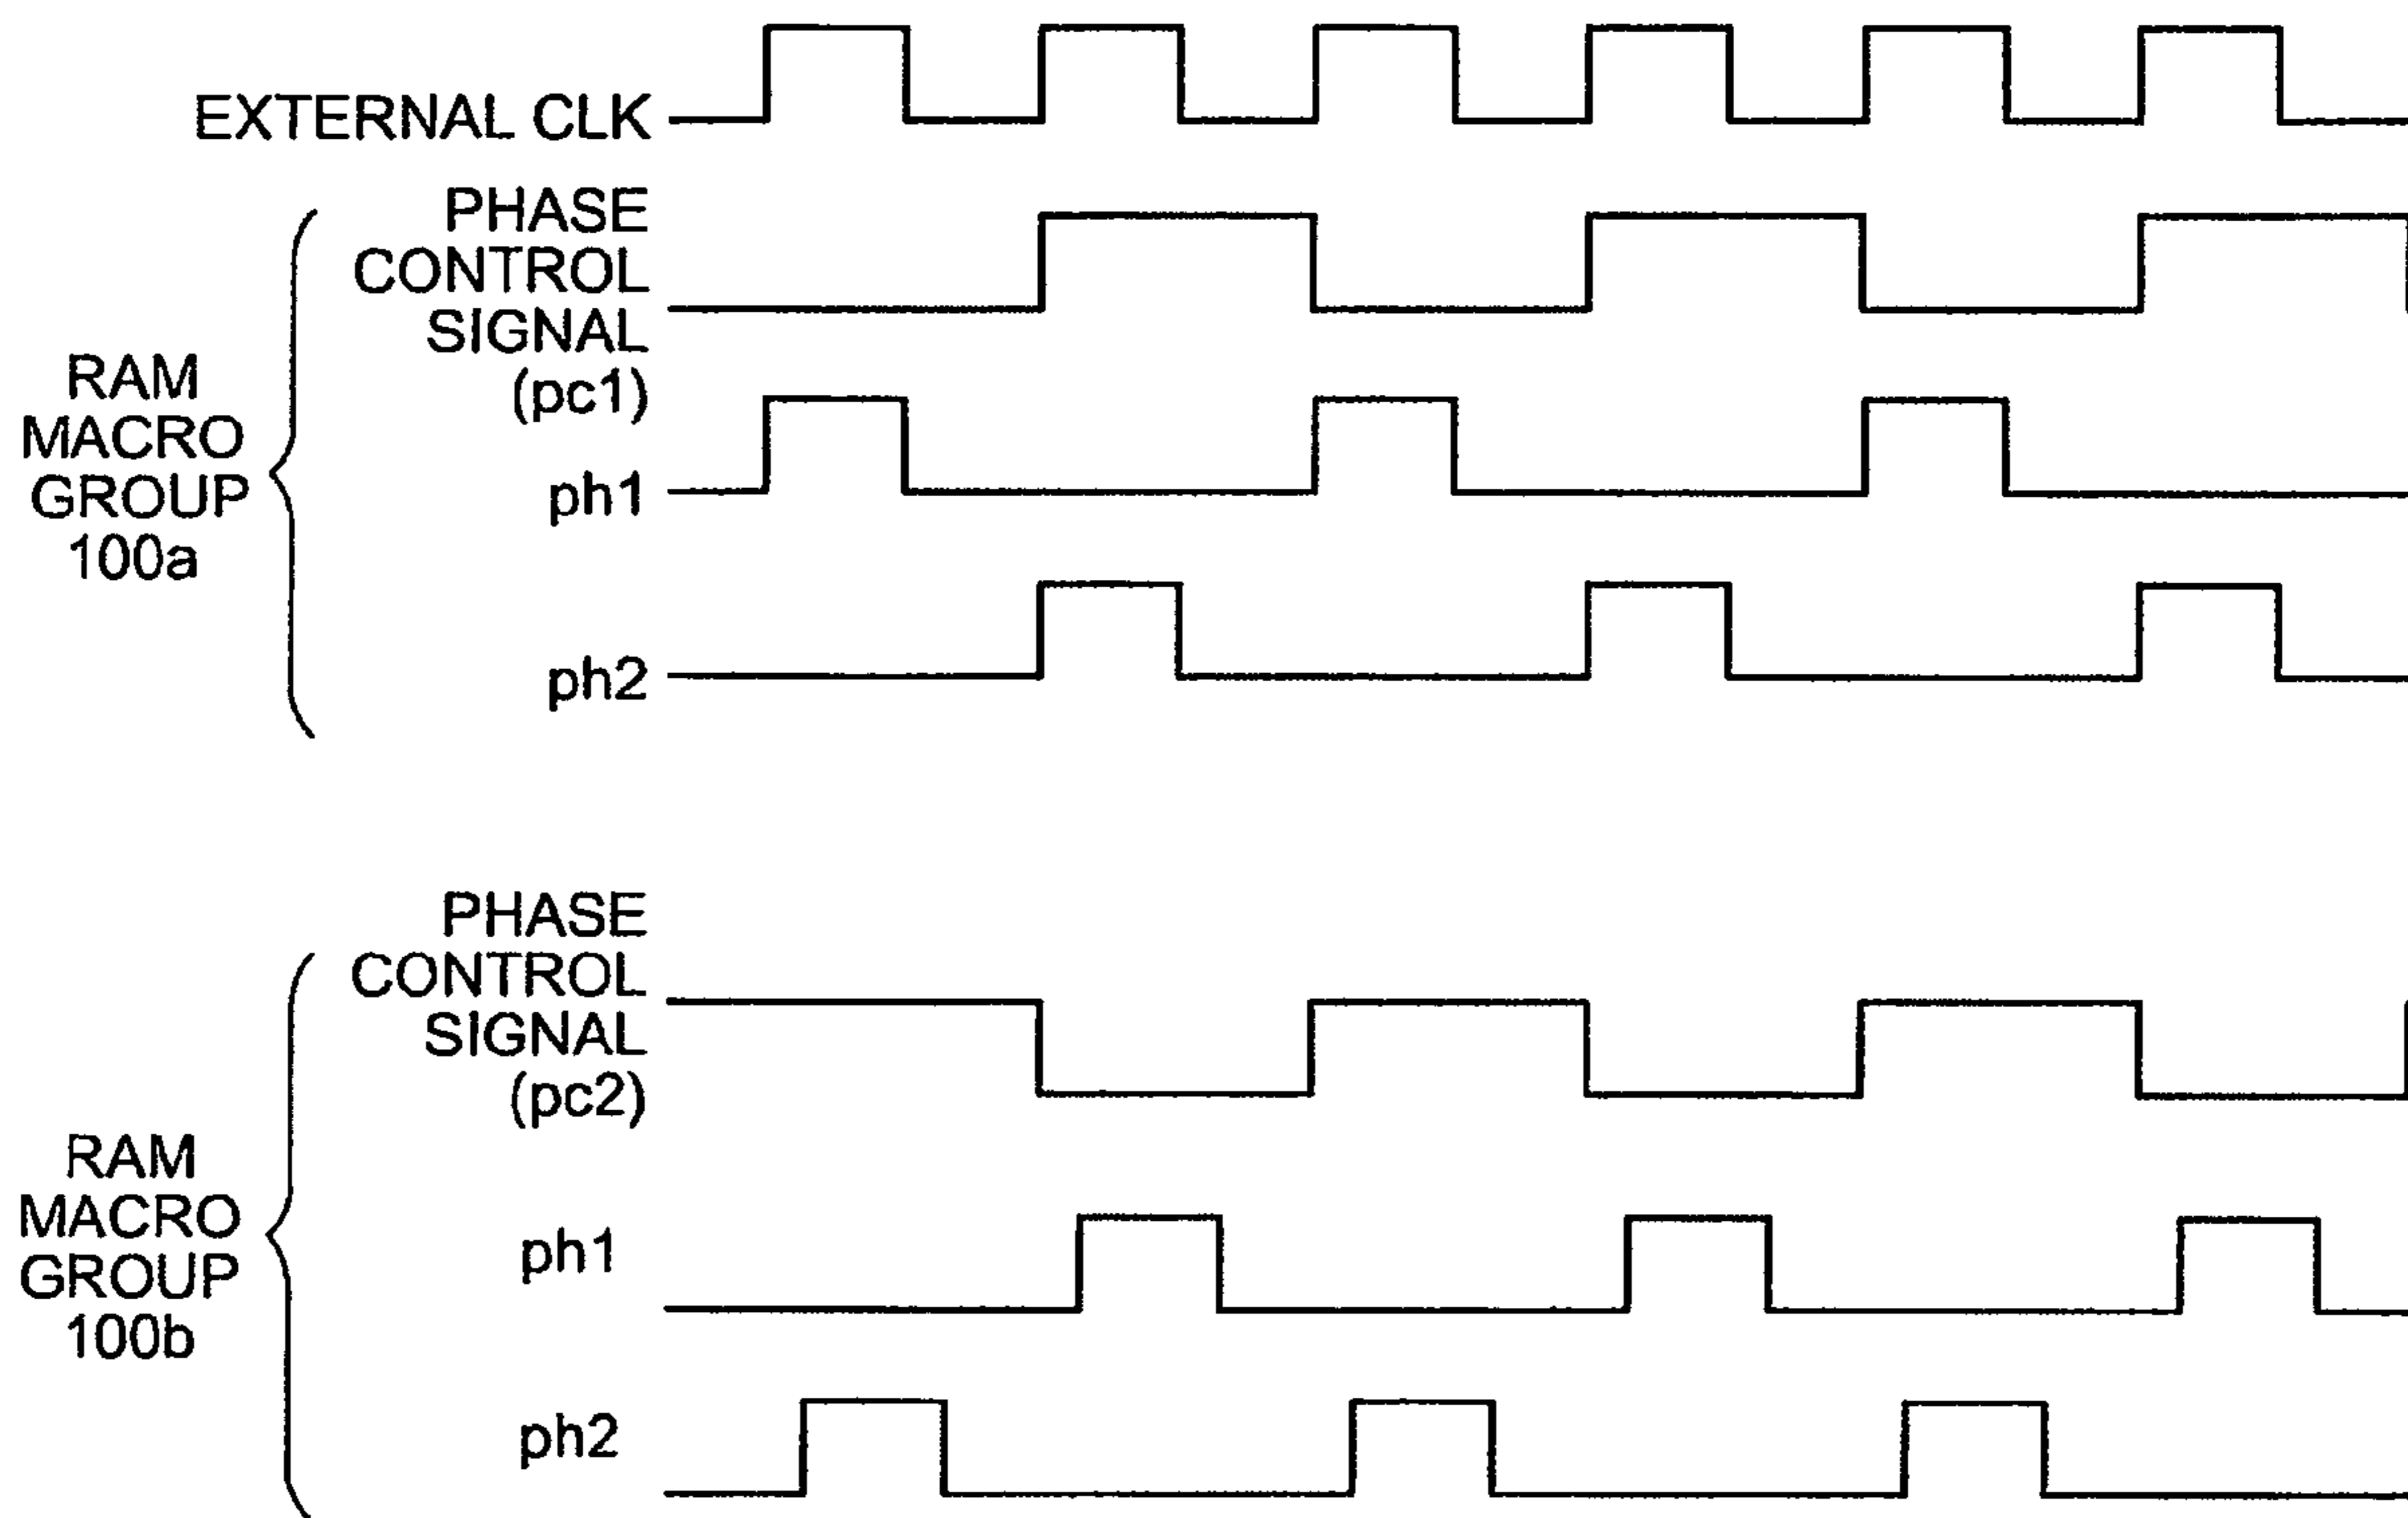 EXTERNAL CLK
RAM
MACRO
GROUP
100a
PHASE
CONTROL
SIGNAL
(pc1)
ph1
ph2
RAM
MACRO
GROUP
100b
PHASE
CONTROL
SIGNAL
(pc2)
ph1
ph2